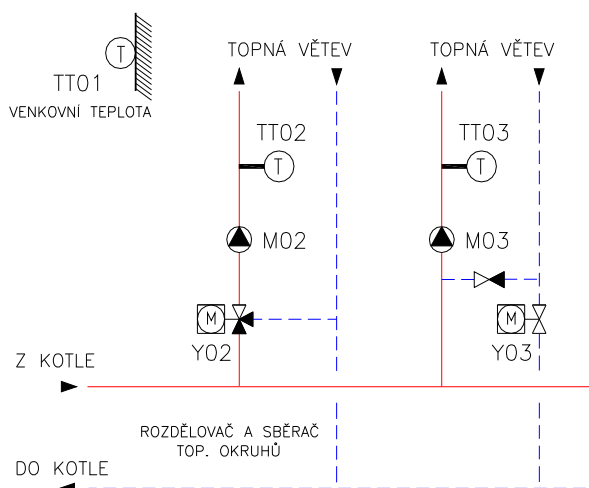 TOPNÁ VĚTEV
TOPNÁ VĚTEV
T
TT01
VENKOVNÍ TEPLOTA
TT02
TT03
T
T
M02
M03
M
M
Y02
Y03
Z KOTLE
ROZDĚLOVAČ A SBĚRAČ
TOP. OKRUHŮ
DO KOTLE